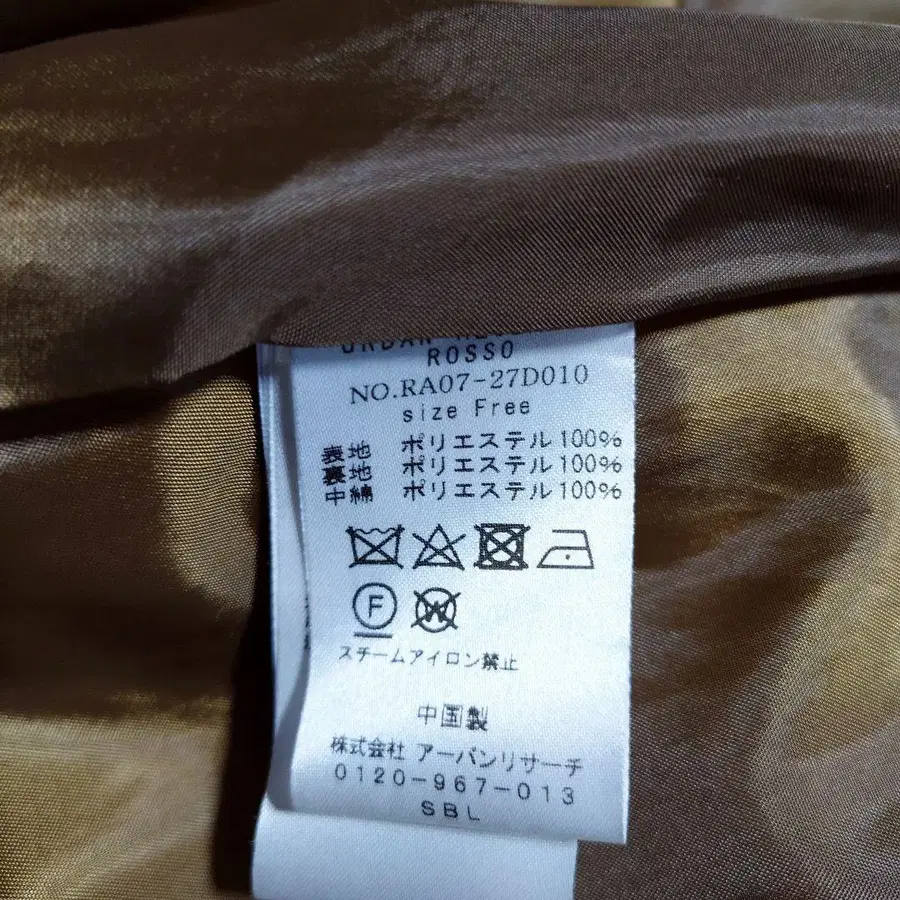 ROSSO
NO.RA07-27D010
size Free
表地 ポリエステル100%
裏地 ポリエステル100%
中綿 ポリエステル100%
F W
スチームアイロン禁止
中国製
株式会社 アーバンリサーチ
0120-967-013
SBL